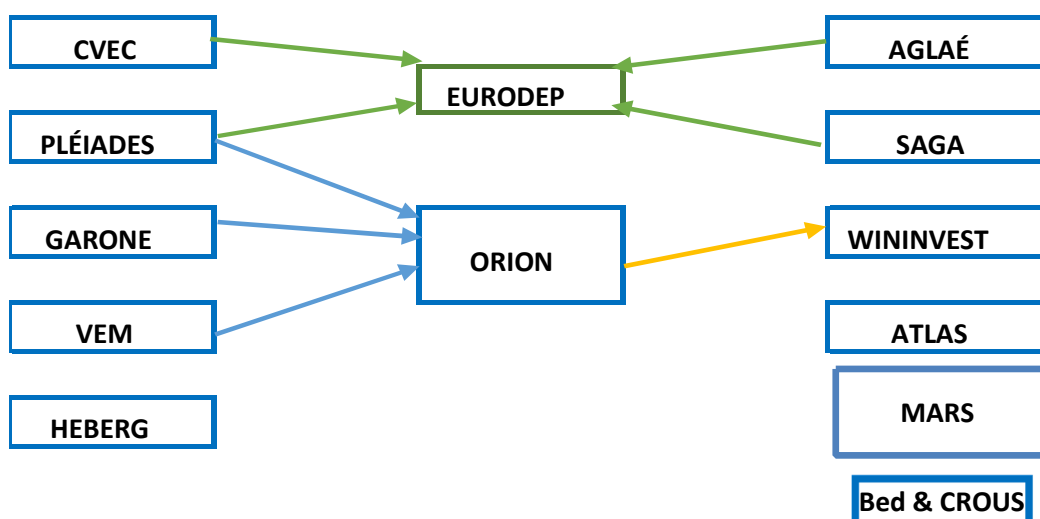 CVEC
AGLAÉ
EURODEP
PLÉIADES
SAGA
GARONE
WININVEST
ORION
VEM
ATLAS
HEBERG
MARS
Bed & CROUS